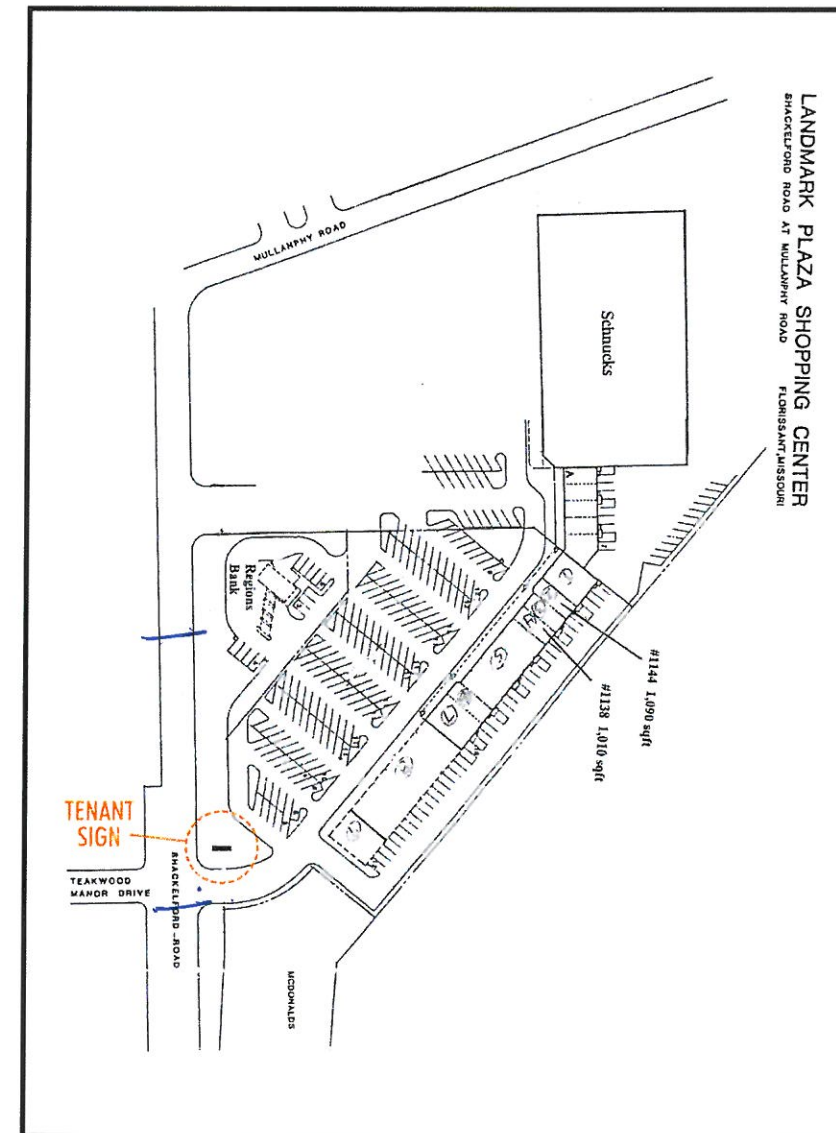 LANDMARK PLAZA SHOPPING CENTER
SHACKELFORD ROAD AT MULLANPHY ROAD FLORISSANT, MISSOURI
MULLANPHY ROAD
Schnucks
A
#1144 1,090 sqft
#1138 1,010 sqft
Regions
Bank
TENANT
SIGN
TEAKWOOD
MANOR DRIVE
SHACKELFORD ROAD
MCDONALDS